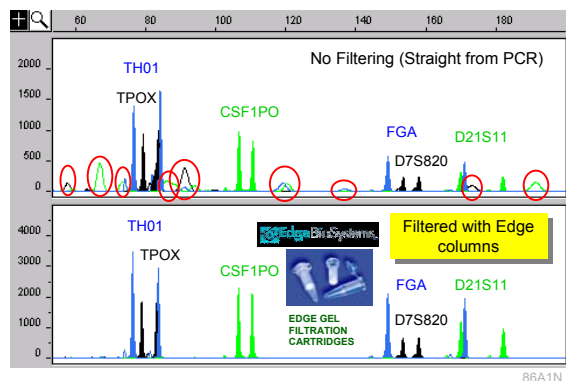 60 80 100 120 140 160 180
No Filtering (Straight from PCR)
2000
1500
1000
500
0
TH01
TPOX
CSF1PO
FGA
D7S820
D21S11
4000
3000
2000
1000
0
TH01
TPOX
CSF1PO
EdgeBioSystems
EDGE GEL
FILTRATION
CARTRIDGES
Filtered with Edge
columns
FGA
D21S11
D7S820
86A1N